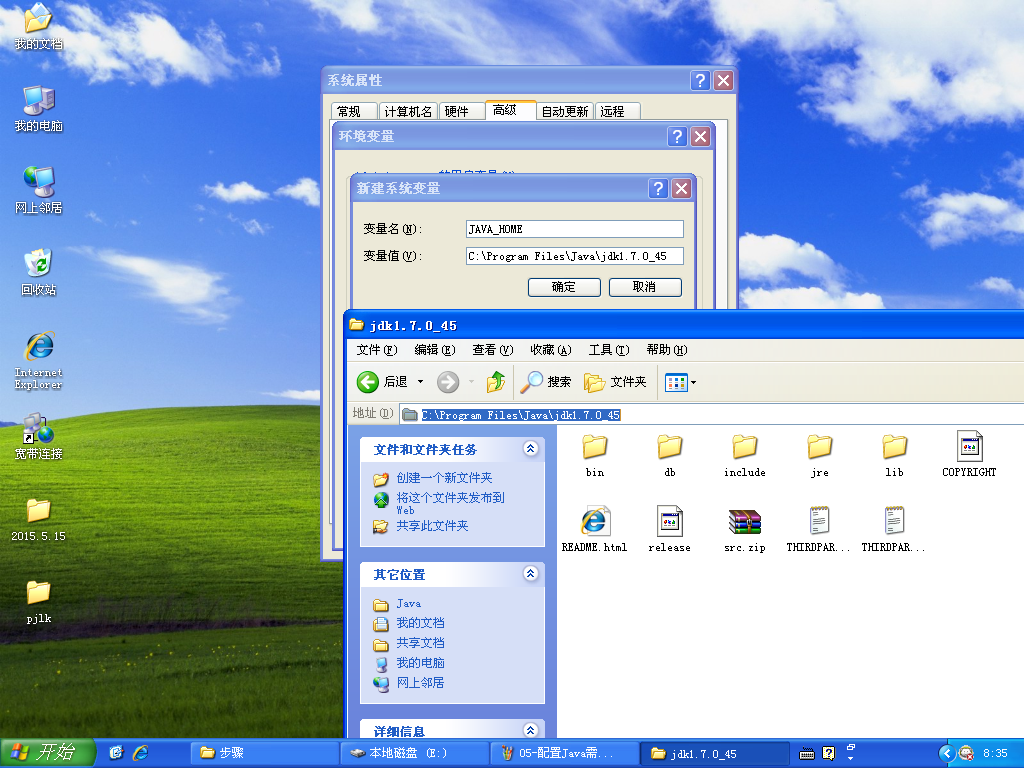 我的文档
我的电脑
网上邻居
回收站
Internet
Explorer
宽带连接
2015.5.15
pjlk
系统属性
常规
计算机名
硬件
高级
自动更新
远程
环境变量
新建系统变量
变量名(N):
JAVA_HOME
变量值(V):
C:\Program Files\Java\jdk1.7.0_45
确定
取消
jdk1.7.0_45
文件(F)
编辑(E)
查看(V)
收藏(A)
工具(T)
帮助(H)
后退
搜索
文件夹
地址(D)
C:\Program Files\Java\jdk1.7.0_45
文件和文件夹任务
创建一个新文件夹
将这个文件夹发布到
Web
共享此文件夹
其它位置
Java
我的文档
共享文档
我的电脑
网上邻居
详细信息
bin
db
include
jre
lib
COPYRIGHT
README.html
release
src.zip
THIRDPAR...
THIRDPAR...
开始
步骤
本地磁盘 (E:)
05-配置Java需...
jdk1.7.0_45
8:35